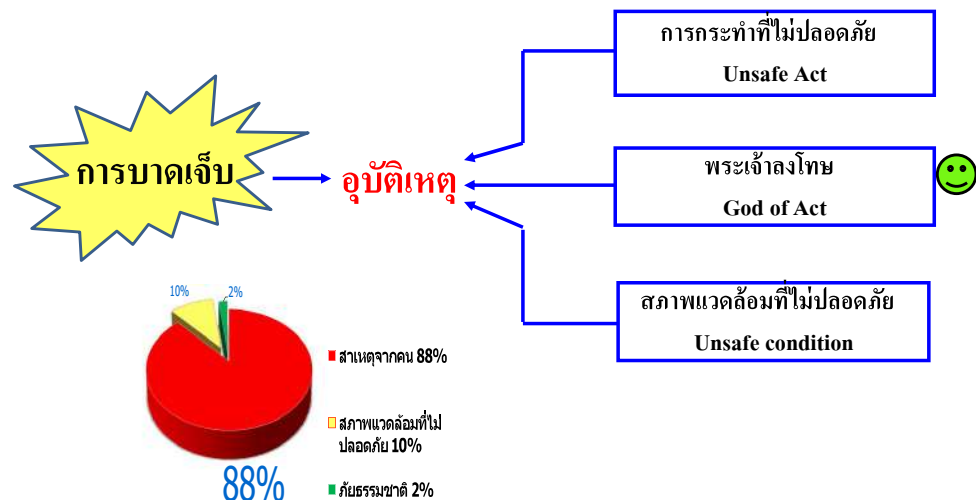 การกระทำที่ไม่ปลอดภัย
Unsafe Act
การบาดเจ็บ
อุบัติเหตุ
พระเจ้าลงโทษ
God of Act
สภาพแวดล้อมที่ไม่ปลอดภัย
Unsafe condition
10%
2%
88%
สาเหตุจากคน 88%
สภาพแวดล้อมที่ไม่
ปลอดภัย 10%
ภัยธรรมชาติ 2%